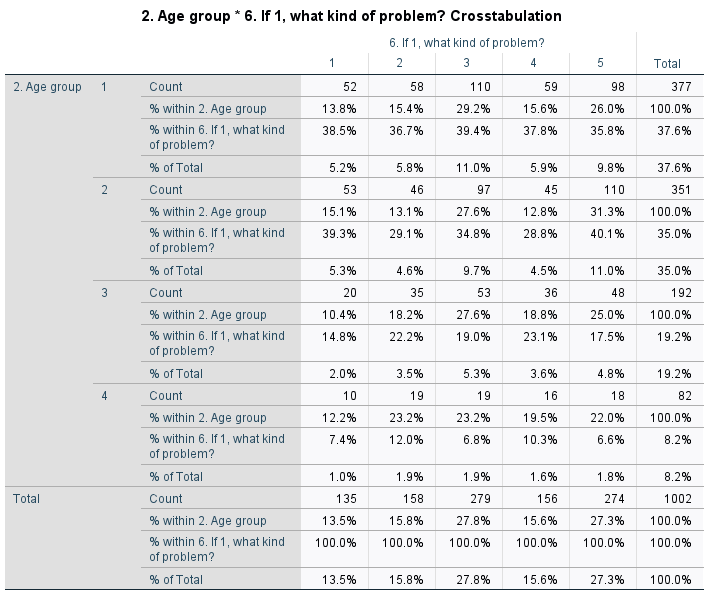 2. Age group * 6. If 1, what kind of problem? Crosstabulation
6. If 1, what kind of problem?
1 2 3 4 5 Total
2. Age group 1 Count 52 58 110 59 98 377
% within 2. Age group 13.8% 15.4% 29.2% 15.6% 26.0% 100.0%
% within 6. If 1, what kind 38.5% 36.7% 39.4% 37.8% 35.8% 37.6%
of problem?
% of Total 5.2% 5.8% 11.0% 5.9% 9.8% 37.6%
2 Count 53 46 97 45 110 351
% within 2. Age group 15.1% 13.1% 27.6% 12.8% 31.3% 100.0%
% within 6. If 1, what kind 39.3% 29.1% 34.8% 28.8% 40.1% 35.0%
of problem?
% of Total 5.3% 4.6% 9.7% 4.5% 11.0% 35.0%
3 Count 20 35 53 36 48 192
% within 2. Age group 10.4% 18.2% 27.6% 18.8% 25.0% 100.0%
% within 6. If 1, what kind 14.8% 22.2% 19.0% 23.1% 17.5% 19.2%
of problem?
% of Total 2.0% 3.5% 5.3% 3.6% 4.8% 19.2%
4 Count 10 19 19 16 18 82
% within 2. Age group 12.2% 23.2% 23.2% 19.5% 22.0% 100.0%
% within 6. If 1, what kind 7.4% 12.0% 6.8% 10.3% 6.6% 8.2%
of problem?
% of Total 1.0% 1.9% 1.9% 1.6% 1.8% 8.2%
Total Count 135 158 279 156 274 1002
% within 2. Age group 13.5% 15.8% 27.8% 15.6% 27.3% 100.0%
% within 6. If 1, what kind 100.0% 100.0% 100.0% 100.0% 100.0% 100.0%
of problem?
% of Total 13.5% 15.8% 27.8% 15.6% 27.3% 100.0%